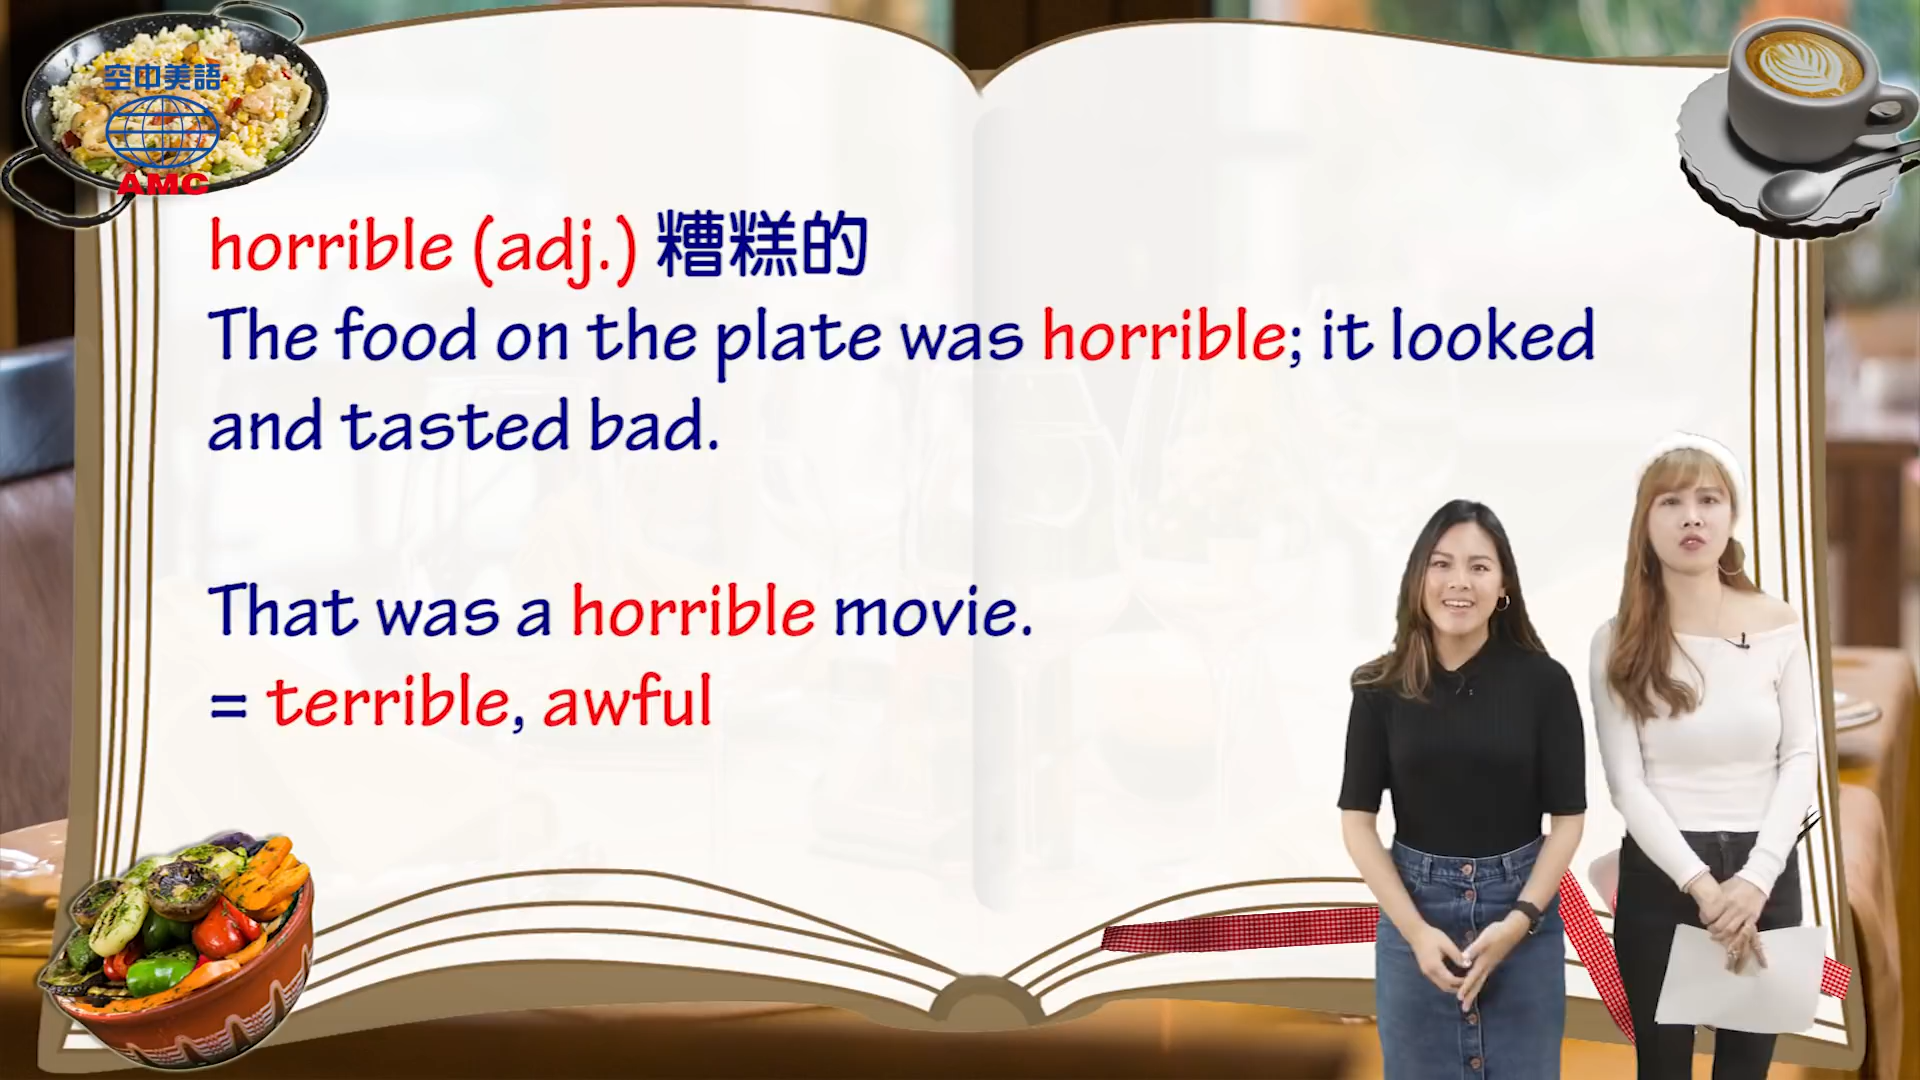 空中美語
AMC
horrible (adj.) 糟糕的
The food on the plate was horrible; it looked
and tasted bad.
That was a horrible movie.
= terrible, awful